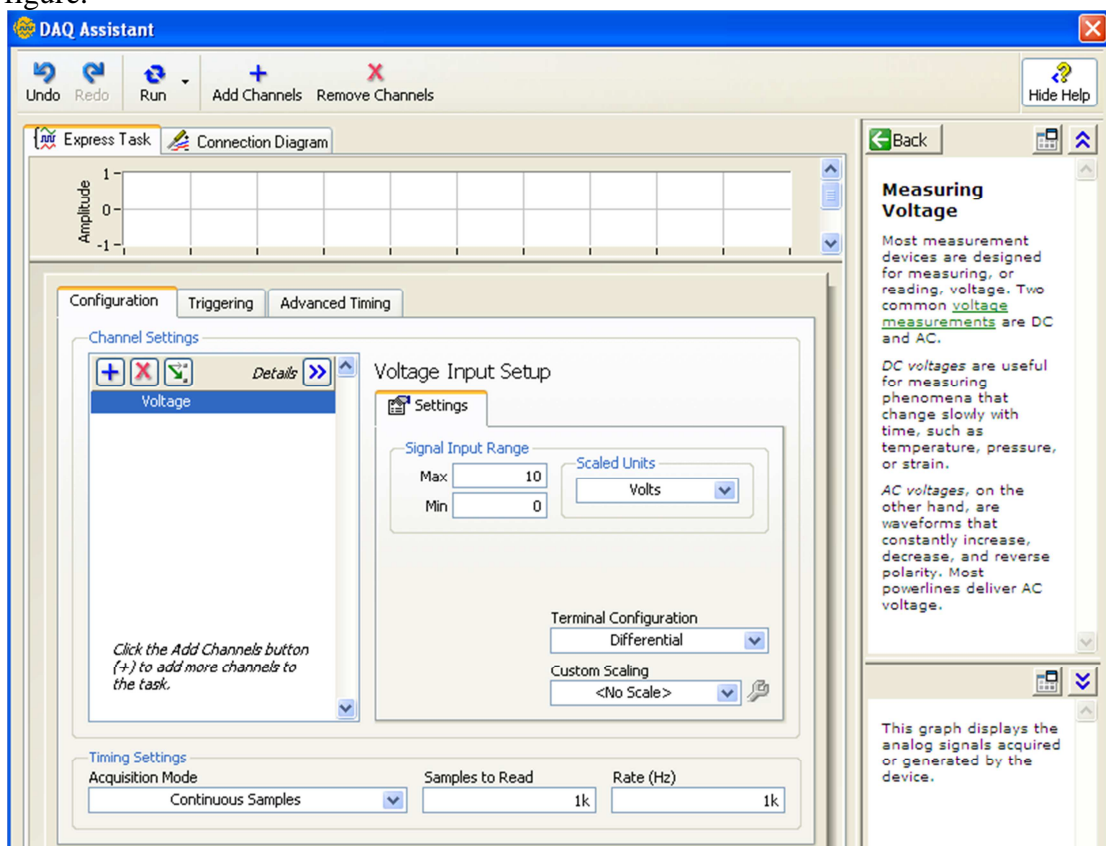 figure.
DAQ Assistant
Undo Redo Run Add Channels Remove Channels Hide Help
Express Task Connection Diagram
Amplitude
1
0
-1
Configuration Triggering Advanced Timing
Channel Settings
Details
Voltage
Click the Add Channels button
(+) to add more channels to
the task.
Voltage Input Setup
Settings
Signal Input Range
Max 10
Min 0
Scaled Units
Volts
Terminal Configuration
Differential
Custom Scaling
<No Scale>
Timing Settings
Acquisition Mode
Continuous Samples
Samples to Read
1k
Rate (Hz)
1k
Back
Measuring
Voltage
Most measurement
devices are designed
for measuring, or
reading, voltage. Two
common voltage
measurements are DC
and AC.
DC voltages are useful
for measuring
phenomena that
change slowly with
time, such as
temperature, pressure,
or strain.
AC voltages, on the
other hand, are
waveforms that
constantly increase,
decrease, and reverse
polarity. Most
powerlines deliver AC
voltage.
This graph displays the
analog signals acquired
or generated by the
device.